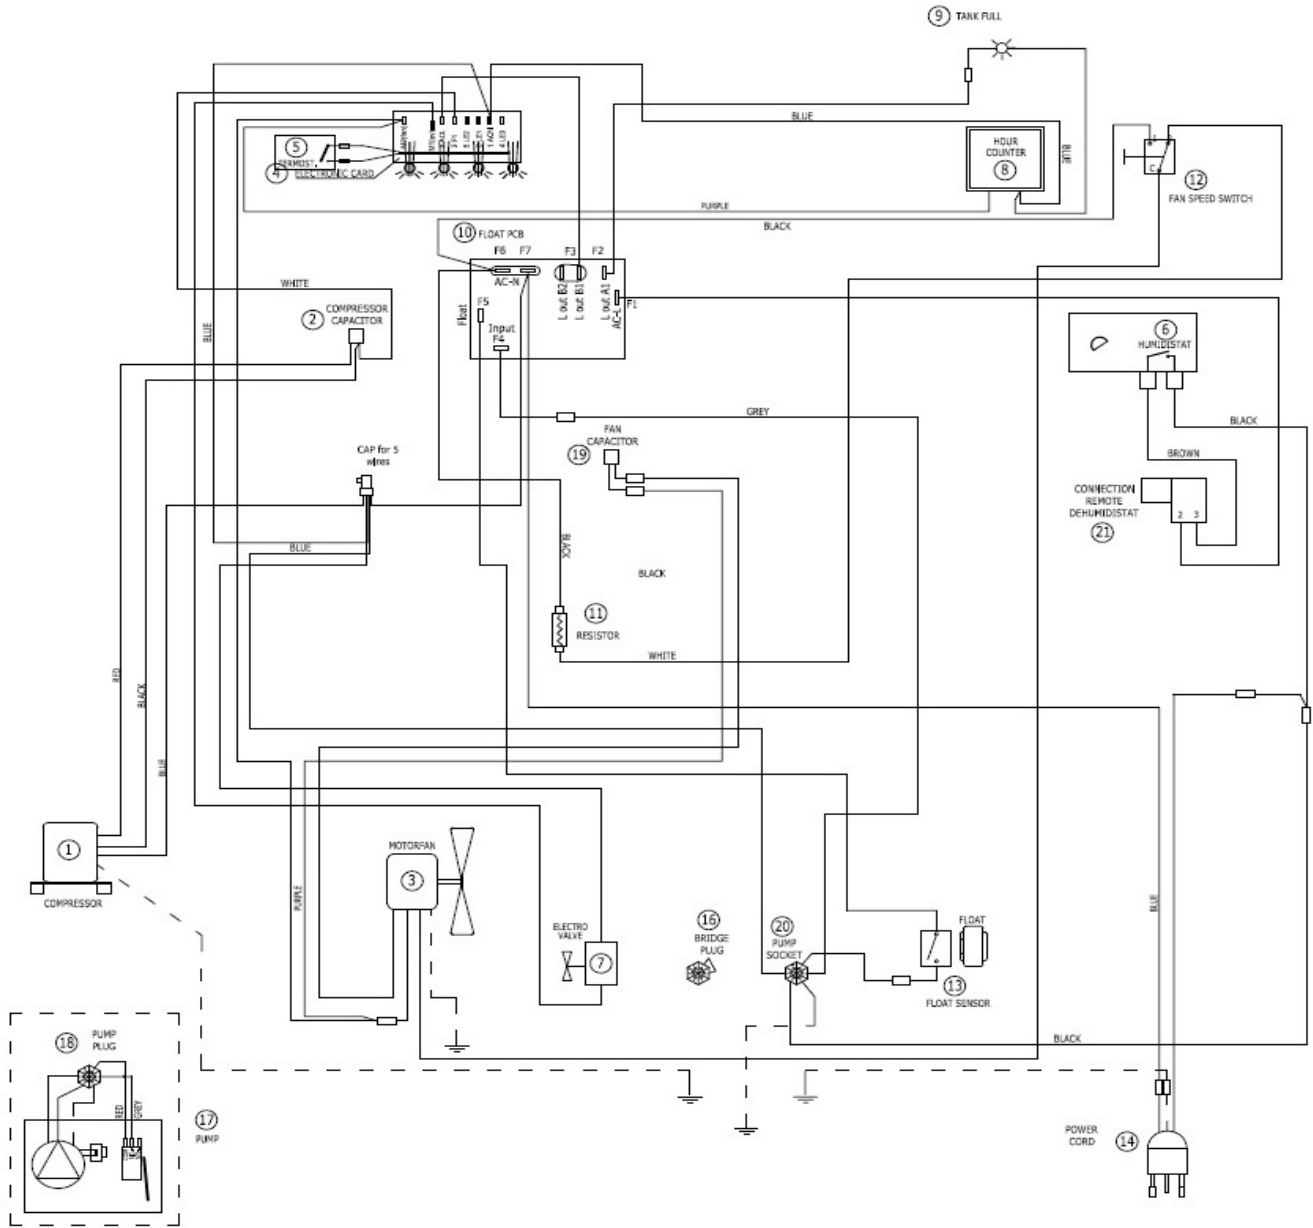 9 TANK FULL
BLUE
HOUR
COUNTER
8
BLUE
1
C
12
FAN SPEED SWITCH
5
TERMOST.
4 ELECTRONIC CARD
PURPLE
BLACK
10 FLOAT PCB
F6 F7 F3 F2
AC-N
L out B2
L out B1
L out A1
AC-L
F1
Float
F5
Input
F4
WHITE
2
COMPRESSOR
CAPACITOR
BLUE
6
HUMIDISTAT
GREY
BLACK
BROWN
FAN
CAPACITOR
19
CAP for 5
wires
CONNECTION
REMOTE
DEHUMIDISTAT
21
2 3
BLUE
BLACK
BLACK
11
RESISTOR
WHITE
RED
BLACK
BLUE
1
COMPRESSOR
MOTORFAN
3
PURPLE
ELECTRO
VALVE
7
16
BRIDGE
PLUG
20
PUMP
SOCKET
FLOAT
13
FLOAT SENSOR
BLUE
BLACK
18
PUMP
PLUG
RED
GREY
17
PUMP
POWER
CORD
14